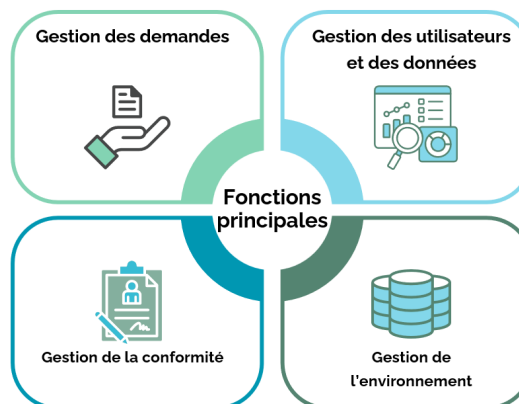 Gestion des demandes
Gestion des utilisateurs
et des données
Fonctions
principales
Gestion de la conformité
Gestion de
l'environnement